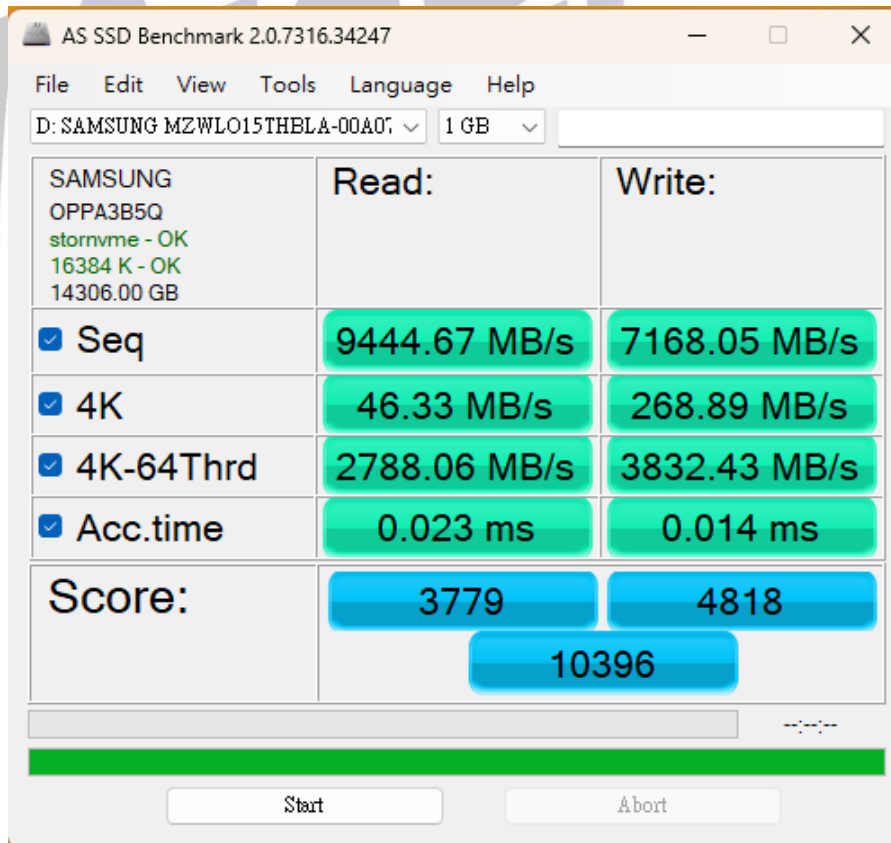 AS SSD Benchmark 2.0.7316.34247
File Edit View Tools Language Help
D: SAMSUNG MZWLO15THBLA-00A07 1 GB
SAMSUNG Read: Write:
OPPA3B5Q
stornvme - OK
16384 K - OK
14306.00 GB
Seq 9444.67 MB/s 7168.05 MB/s
4K 46.33 MB/s 268.89 MB/s
4K-64Thrd 2788.06 MB/s 3832.43 MB/s
Acc.time 0.023 ms 0.014 ms
Score: 3779 4818
10396
--:--:--
Start Abort